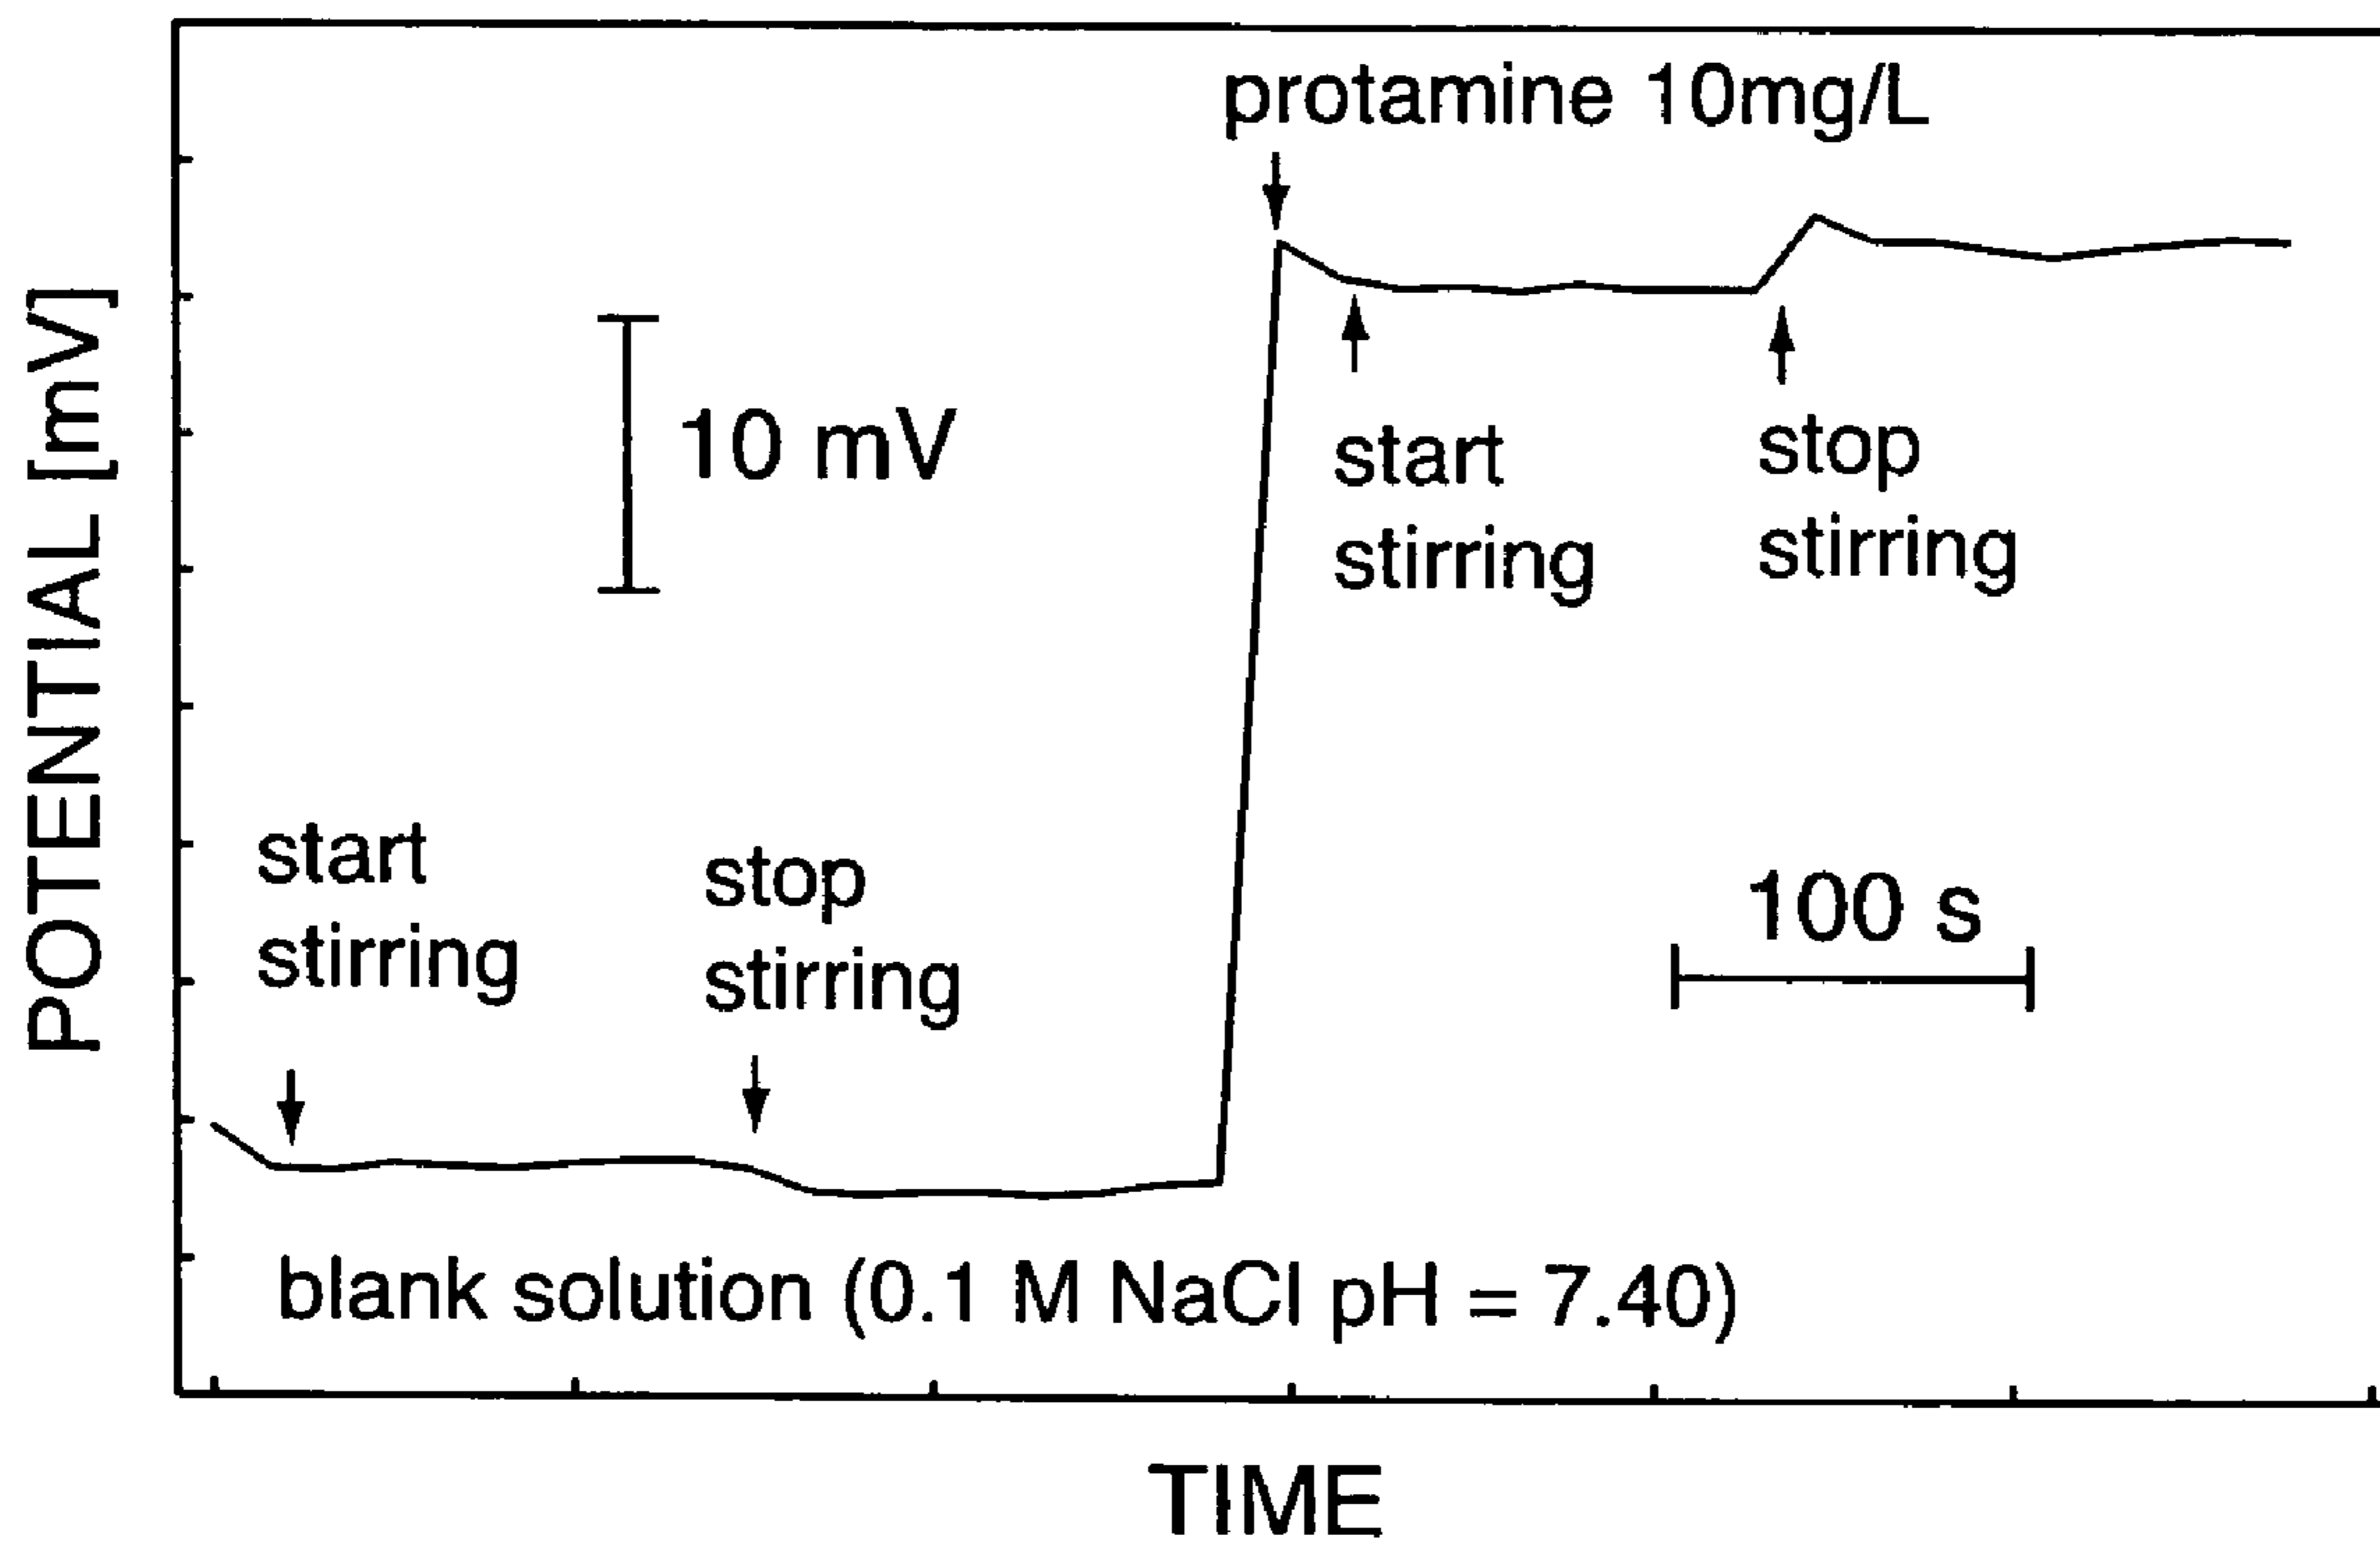 protamine 10mg/L
POTENTIAL [mV]
10 mV
start
stirring
stop
stirring
start
stirring
stop
stirring
100 s
blank solution (0.1 M NaCl pH = 7.40)
TIME